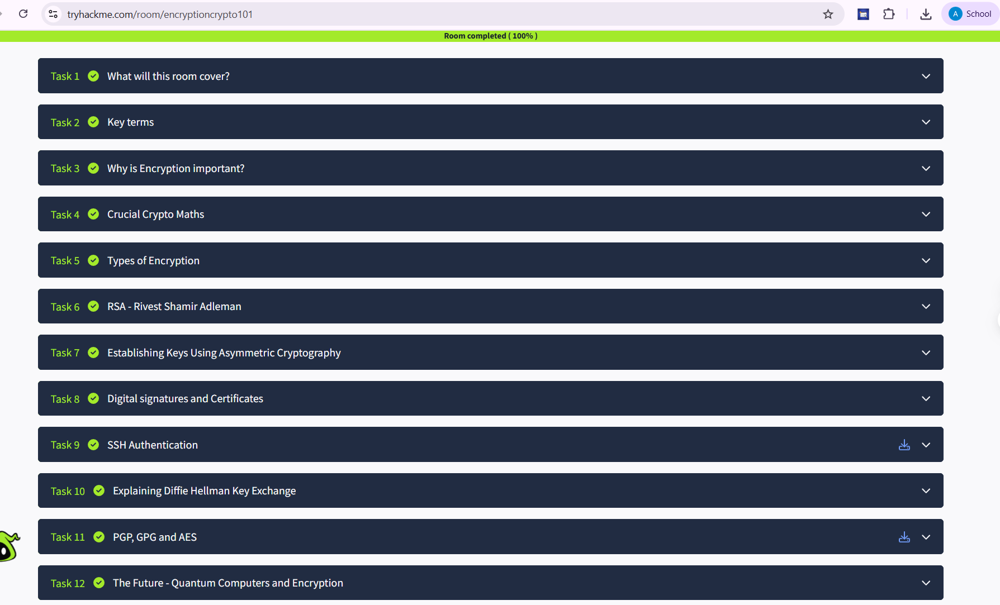 tryhackme.com/room/encryptioncrypto101
A School
Room completed ( 100% )
Task 1 What will this room cover?
Task 2 Key terms
Task 3 Why is Encryption important?
Task 4 Crucial Crypto Maths
Task 5 Types of Encryption
Task 6 RSA - Rivest Shamir Adleman
Task 7 Establishing Keys Using Asymmetric Cryptography
Task 8 Digital signatures and Certificates
Task 9 SSH Authentication
Task 10 Explaining Diffie Hellman Key Exchange
Task 11 PGP, GPG and AES
Task 12 The Future - Quantum Computers and Encryption